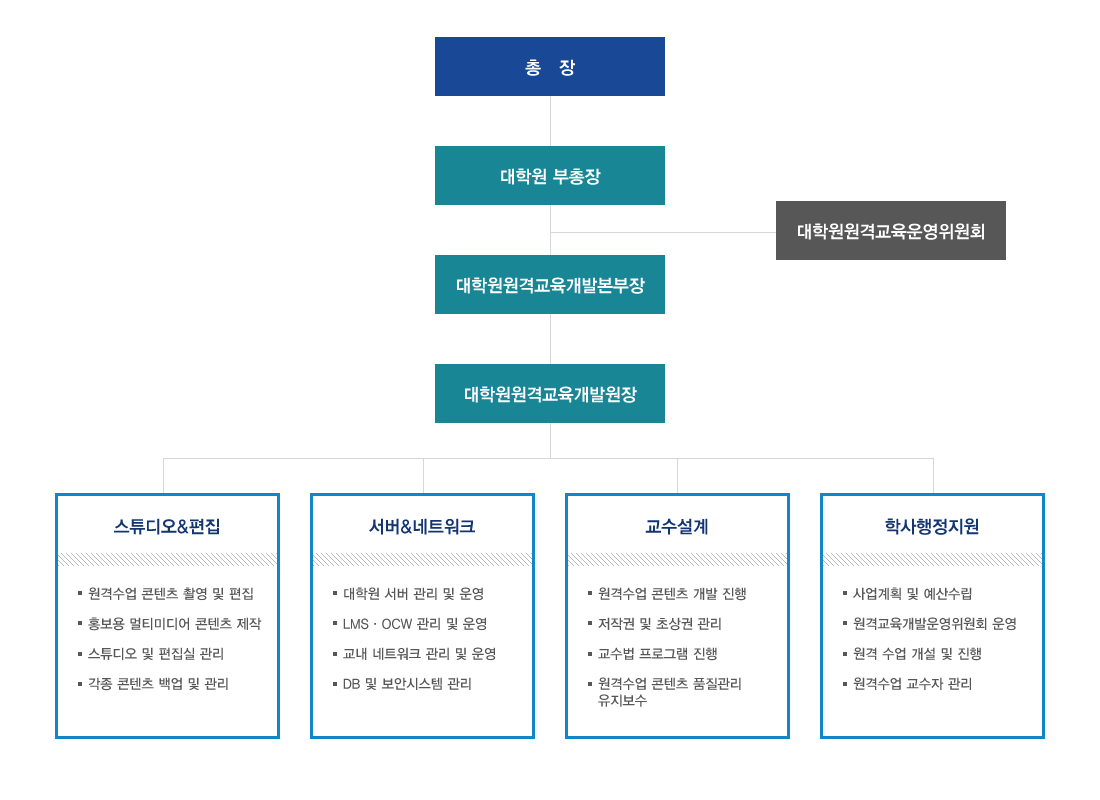 총 장
대학원 부총장
대학원원격교육운영위원회
대학원원격교육개발본부장
대학원원격교육개발원장
스튜디오&편집
▪ 원격수업 콘텐츠 촬영 및 편집
▪ 홍보용 멀티미디어 콘텐츠 제작
▪ 스튜디오 및 편집실 관리
▪ 각종 콘텐츠 백업 및 관리
서버&네트워크
▪ 대학원 서버 관리 및 운영
▪ LMS · OCW 관리 및 운영
▪ 교내 네트워크 관리 및 운영
▪ DB 및 보안시스템 관리
교수설계
▪ 원격수업 콘텐츠 개발 진행
▪ 저작권 및 초상권 관리
▪ 교수법 프로그램 진행
▪ 원격수업 콘텐츠 품질관리
유지보수
학사행정지원
▪ 사업계획 및 예산수립
▪ 원격교육개발운영위원회 운영
▪ 원격 수업 개설 및 진행
▪ 원격수업 교수자 관리